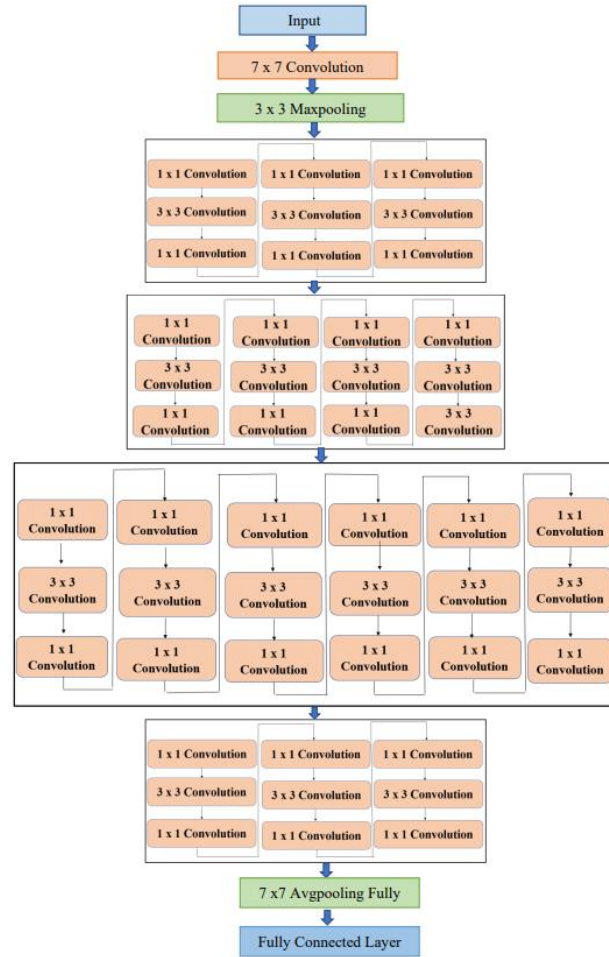 Input
7 x 7 Convolution
3 x 3 Maxpooling
1 x 1 Convolution
3 x 3 Convolution
1 x 1 Convolution
1 x 1 Convolution
3 x 3 Convolution
1 x 1 Convolution
1 x 1 Convolution
3 x 3 Convolution
1 x 1 Convolution
1 x 1
Convolution
3 x 3
Convolution
1 x 1
Convolution
1 x 1
Convolution
3 x 3
Convolution
1 x 1
Convolution
1 x 1
Convolution
3 x 3
Convolution
1 x 1
Convolution
1 x 1
Convolution
3 x 3
Convolution
3 x 3
Convolution
1 x 1
Convolution
3 x 3
Convolution
1 x 1
Convolution
1 x 1
Convolution
3 x 3
Convolution
1 x 1
Convolution
1 x 1
Convolution
3 x 3
Convolution
1 x 1
Convolution
1 x 1
Convolution
3 x 3
Convolution
1 x 1
Convolution
1 x 1
Convolution
3 x 3
Convolution
1 x 1
Convolution
1 x 1
Convolution
3 x 3
Convolution
1 x 1
Convolution
1 x 1 Convolution
3 x 3 Convolution
1 x 1 Convolution
1 x 1 Convolution
3 x 3 Convolution
1 x 1 Convolution
1 x 1 Convolution
3 x 3 Convolution
1 x 1 Convolution
7 x7 Avgpooling Fully
Fully Connected Layer